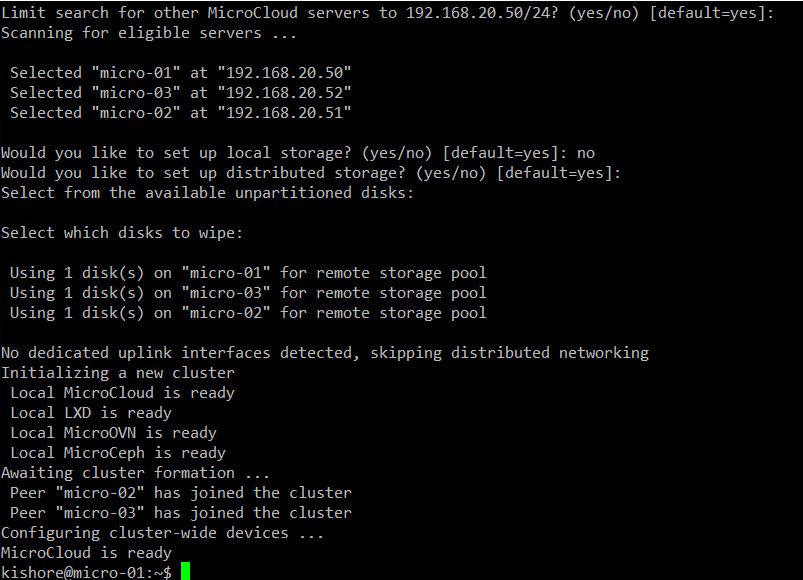 Limit search for other MicroCloud servers to 192.168.20.50/24? (yes/no) [default=yes]:
Scanning for eligible servers ...
Selected "micro-01" at "192.168.20.50"
Selected "micro-03" at "192.168.20.52"
Selected "micro-02" at "192.168.20.51"
Would you like to set up local storage? (yes/no) [default=yes]: no
Would you like to set up distributed storage? (yes/no) [default=yes]:
Select from the available unpartitioned disks:
Select which disks to wipe:
Using 1 disk(s) on "micro-01" for remote storage pool
Using 1 disk(s) on "micro-03" for remote storage pool
Using 1 disk(s) on "micro-02" for remote storage pool
No dedicated uplink interfaces detected, skipping distributed networking
Initializing a new cluster
Local MicroCloud is ready
Local LXD is ready
Local MicroOVN is ready
Local MicroCeph is ready
Awaiting cluster formation ...
Peer "micro-02" has joined the cluster
Peer "micro-03" has joined the cluster
Configuring cluster-wide devices ...
MicroCloud is ready
kishore@micro-01:~$